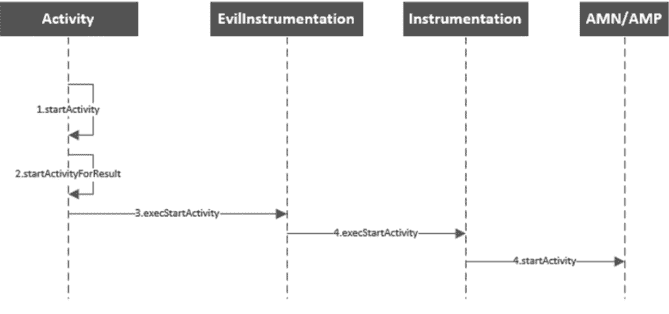 Activity
EvilInstrumentation
Instrumentation
AMN/AMP
1.startActivity
2.startActivityForResult
3.execStartActivity
4.execStartActivity
4.startActivity